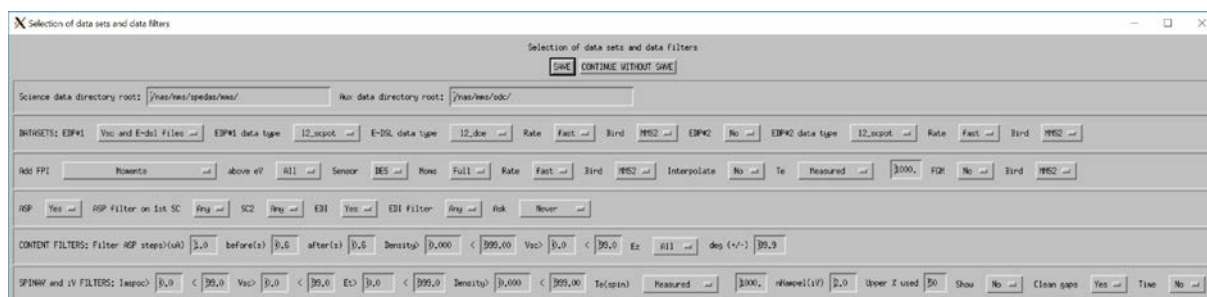 Selection of data sets and data filters
Selection of data sets and data filters
SAVE CONTINUE WITHOUT SAVE
Science data directory root: /nas/mms/spedas/mms/ Aux data directory root: /nas/mms/sdc/
DATASETS: EDP#1 Vsc and E-dsl files EDP#1 data type l2_scpot E-DSL data type l2_dce Rate fast Bird MMS2 EDP#2 No EDP#2 data type l2_scpot Rate fast Bird MMS2
Add FPI Moments above eV All Sensor DES Moms Full Rate fast Bird MMS2 Interpolate No Te Measured 1000. FGM No Bird MMS2
ASP Yes ASP filter on 1st SC Any SC2 Any EDI Yes EDI filter Any Ask Never
CONTENT FILTERS: Filter ASP steps>(uA) 1.0 before(s) 0.6 after(s) 0.6 Density> 0.000 < 999.00 Vsc> 0.0 < 99.0 Ez All deg (+/-) 89.9
SPINAV and iV FILTERS: Iaspoc> 0.0 < 99.0 Vsc> 0.0 < 99.0 Et> 0.0 < 999.0 Density> 0.000 < 999.00 Te(spin) Measured 1000. nHampel(iV) 2.0 Upper % used 50 Show No Clean gaps Yes Time No